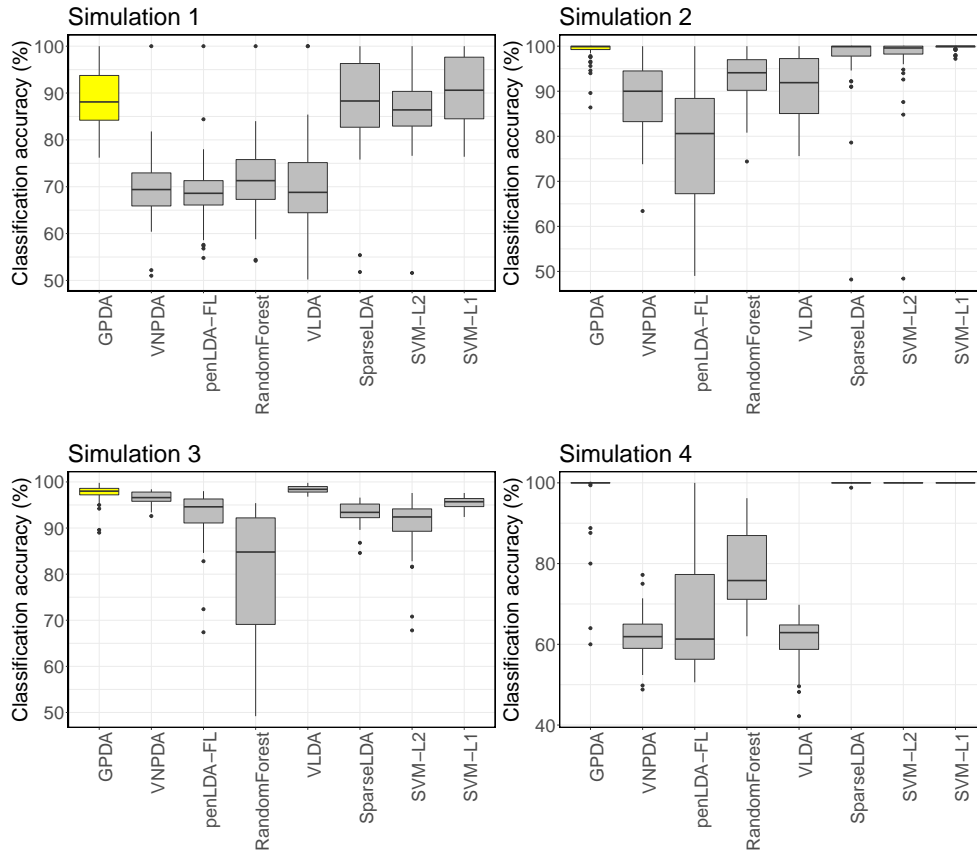 Simulation 1
Classification accuracy (%)
100
90
80
70
60
50
GPDA
VNPDA
penLDA−FL
RandomForest
VLDA
SparseLDA
SVM−L2
SVM−L1
Simulation 2
Classification accuracy (%)
100
90
80
70
60
50
GPDA
VNPDA
penLDA−FL
RandomForest
VLDA
SparseLDA
SVM−L2
SVM−L1
Simulation 3
Classification accuracy (%)
100
90
80
70
60
50
GPDA
VNPDA
penLDA−FL
RandomForest
VLDA
SparseLDA
SVM−L2
SVM−L1
Simulation 4
Classification accuracy (%)
100
80
60
40
GPDA
VNPDA
penLDA−FL
RandomForest
VLDA
SparseLDA
SVM−L2
SVM−L1